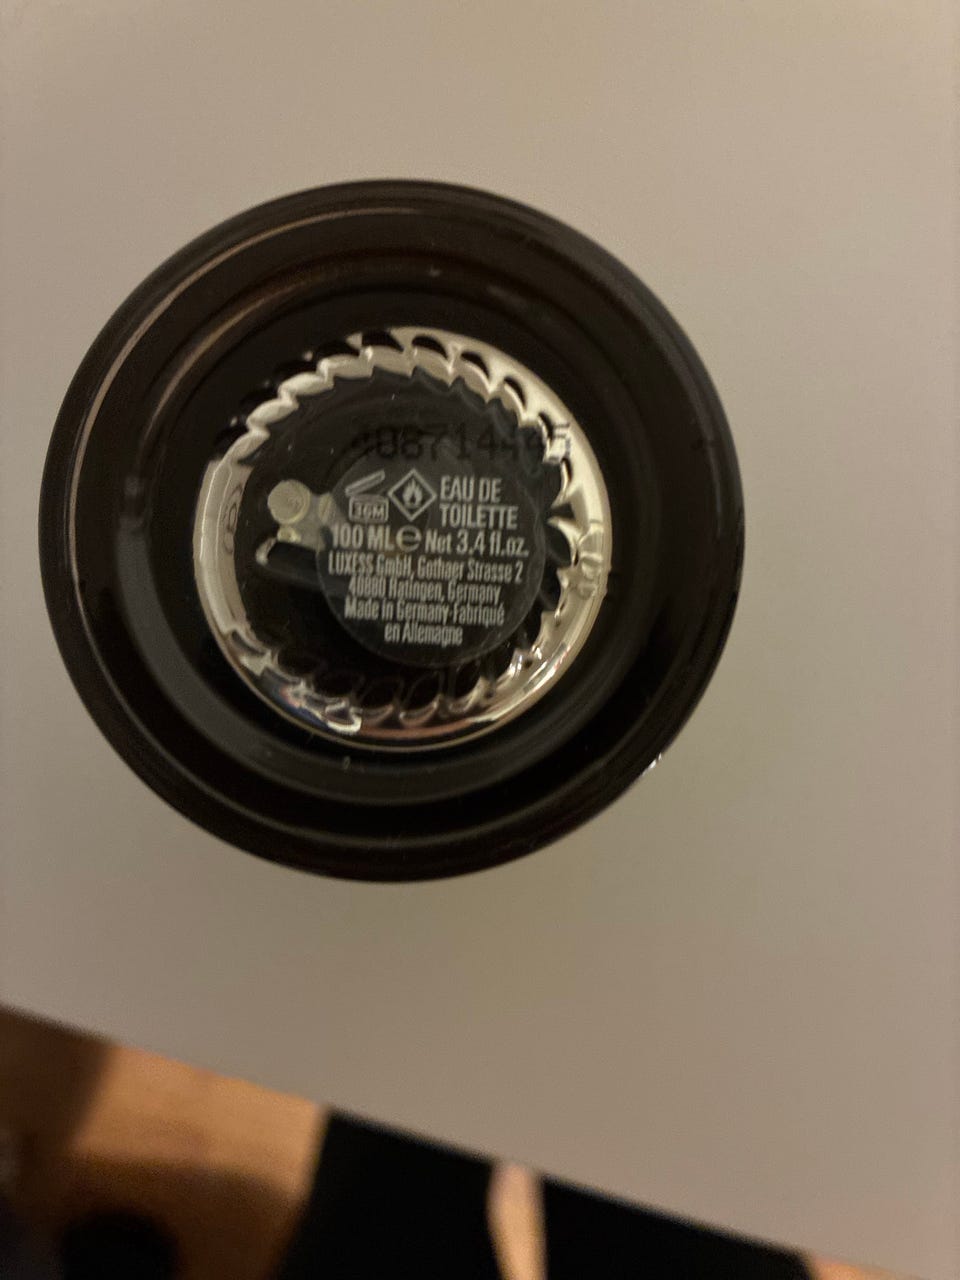 36M
EAU DE
TOILETTE
100 ML e Net 3.4 fl.oz.
LUXESS GmbH, Gothaer Strasse 2
40880 Ratingen, Germany
Made in Germany-Fabriqué
en Allemagne